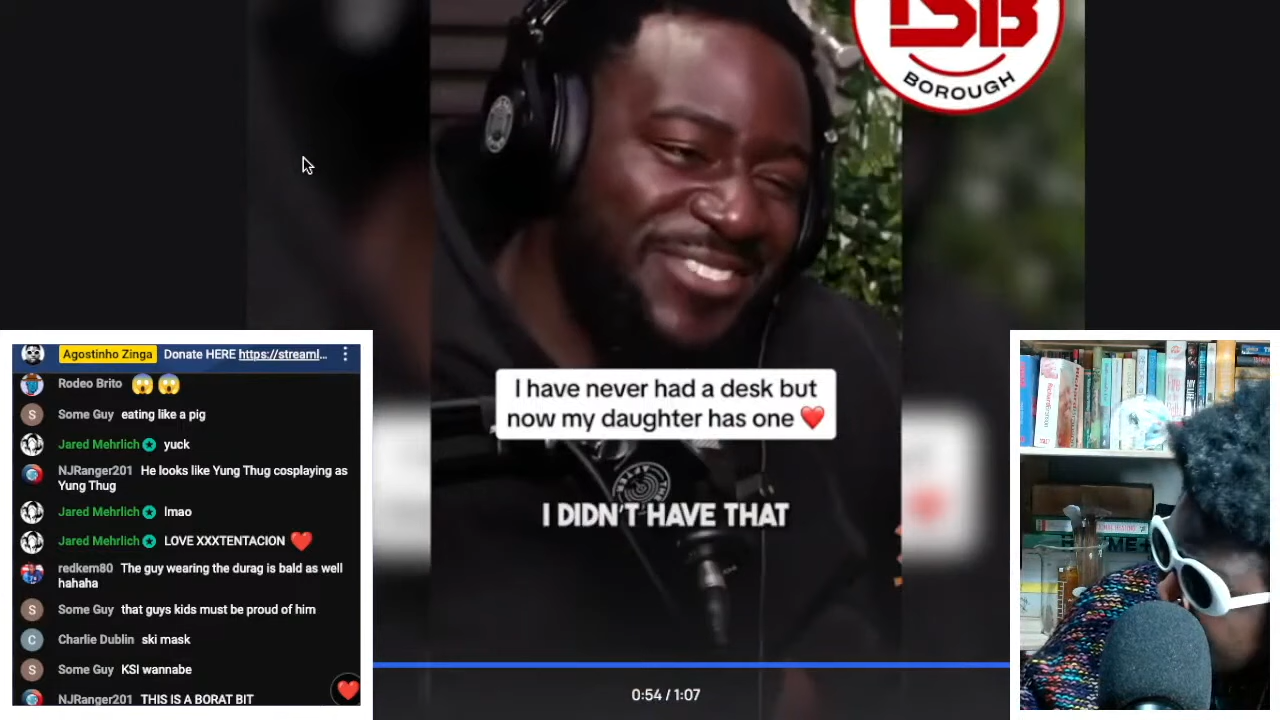 ISB
BOROUGH
Agostinho Zinga Donate HERE https://streaml...
Rodeo Brito 😱😱
S Some Guy eating like a pig
Jared Mehrlich yuck
NJRanger201 He looks like Yung Thug cosplaying as
Yung Thug
Jared Mehrlich lmao
Jared Mehrlich LOVE XXXTENTACION ❤️
redkem80 The guy wearing the durag is bald as well
hahaha
S Some Guy that guys kids must be proud of him
C Charlie Dublin ski mask
S Some Guy KSI wannabe
NJRanger201 THIS IS A BORAT BIT
I have never had a desk but
now my daughter has one ❤️
I DIDN'T HAVE THAT
0:54 / 1:07